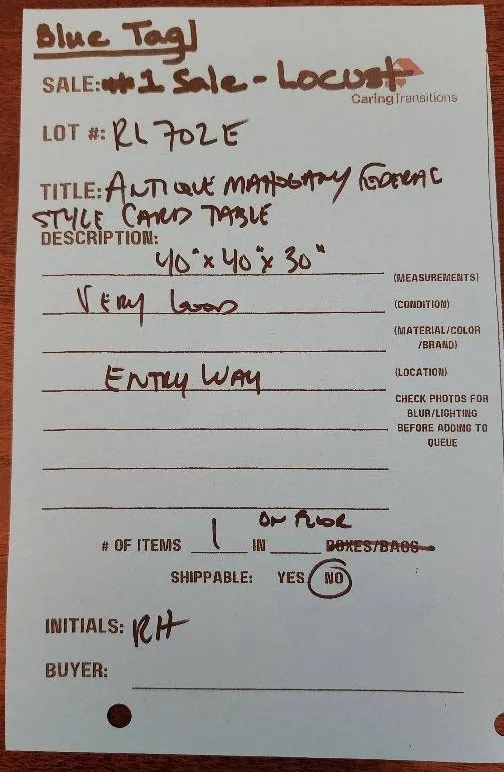 Blue Tag
SALE: #1 Sale - Locust
CaringTransitions
LOT #: RL702E
TITLE: ANTIQUE MAHOGANY FEDERAL
STYLE CARD TABLE
DESCRIPTION:
40" x 40" x 30"
(MEASUREMENTS)
VERY GOOD
(CONDITION)
(MATERIAL/COLOR
/BRAND)
ENTRY WAY
(LOCATION)
CHECK PHOTOS FOR
BLUR/LIGHTING
BEFORE ADDING TO
QUEUE
ON FLOOR
# OF ITEMS 1 IN BOXES/BAGS
SHIPPABLE: YES NO
INITIALS: RH
BUYER: